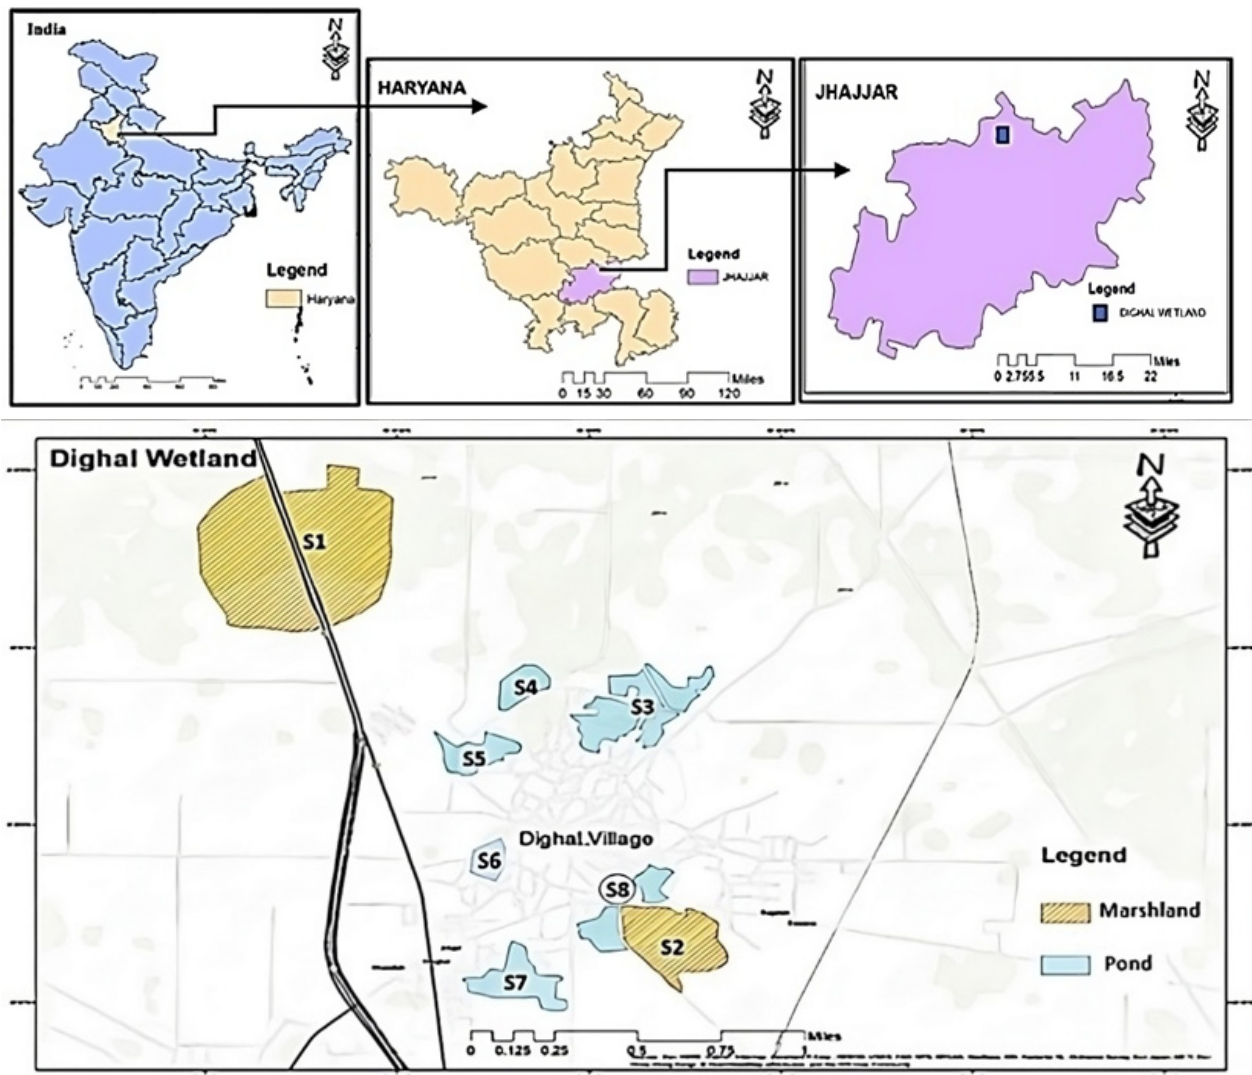 India
N
Legend
Haryana
HARYANA
N
Legend
JHAJJAR
Miles
0 15 30 60 90 120
JHAJJAR
N
Legend
DIGHAL WETLAND
Miles
0 2.755.5 11 16.5 22
Dighal Wetland
N
S1
S4
S3
S5
Dighal Village
S6
S8
S2
S7
Legend
Marshland
Pond
Miles
0 0.125 0.25 0.5 0.75 1